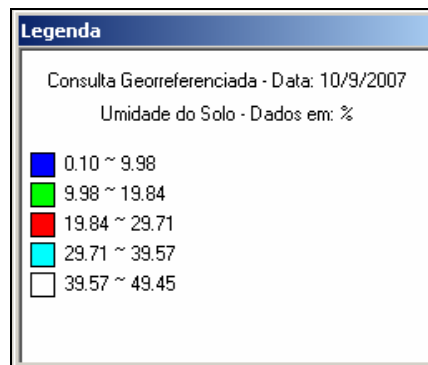 Legenda
Consulta Georreferenciada - Data: 10/9/2007
Umidade do Solo - Dados em: %
0.10 ~ 9.98
9.98 ~ 19.84
19.84 ~ 29.71
29.71 ~ 39.57
39.57 ~ 49.45